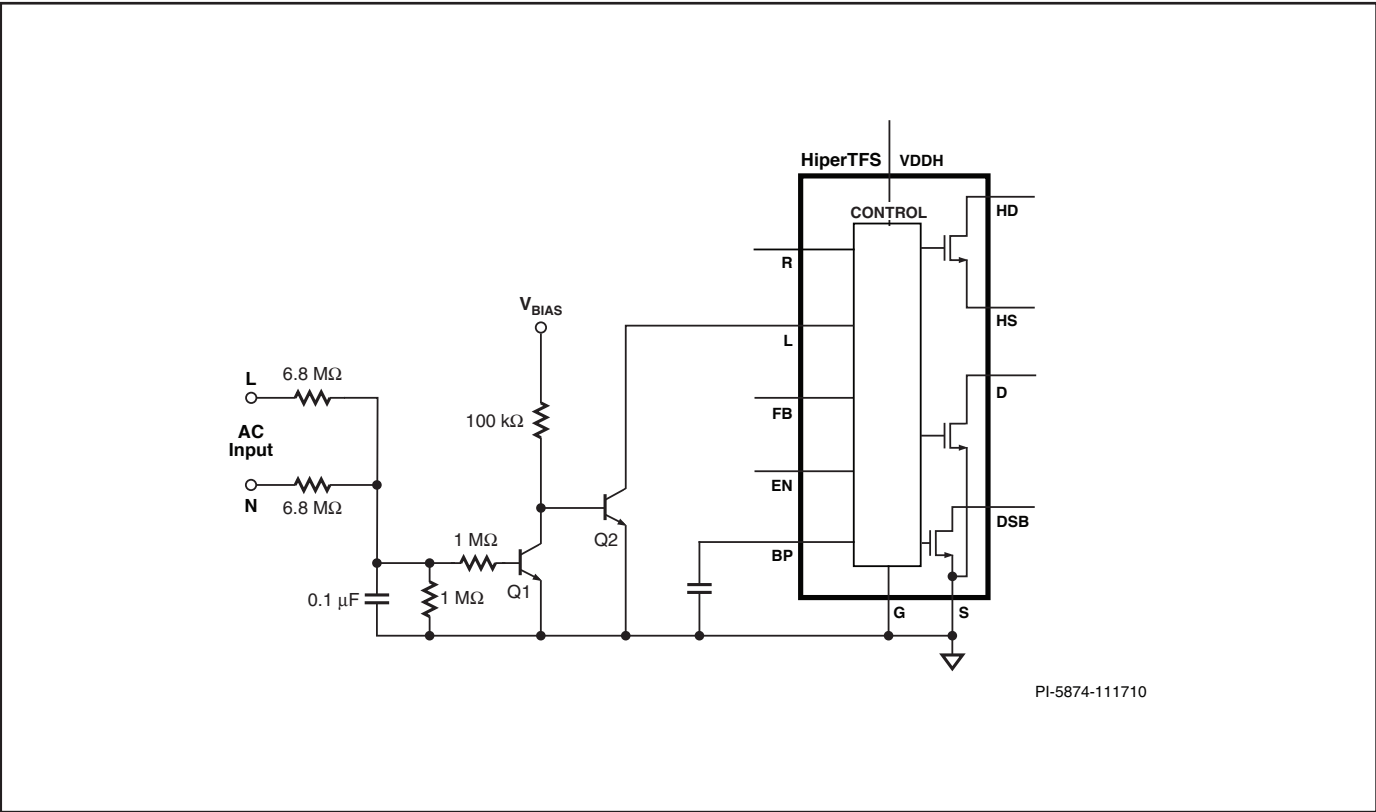 HiperTFS
VDDH
CONTROL
HD
R
HS
V_BIAS
L
L
6.8 MΩ
D
100 kΩ
FB
AC
Input
EN
N
6.8 MΩ
DSB
1 MΩ
Q2
BP
0.1 μF
1 MΩ
Q1
G
S
PI-5874-111710